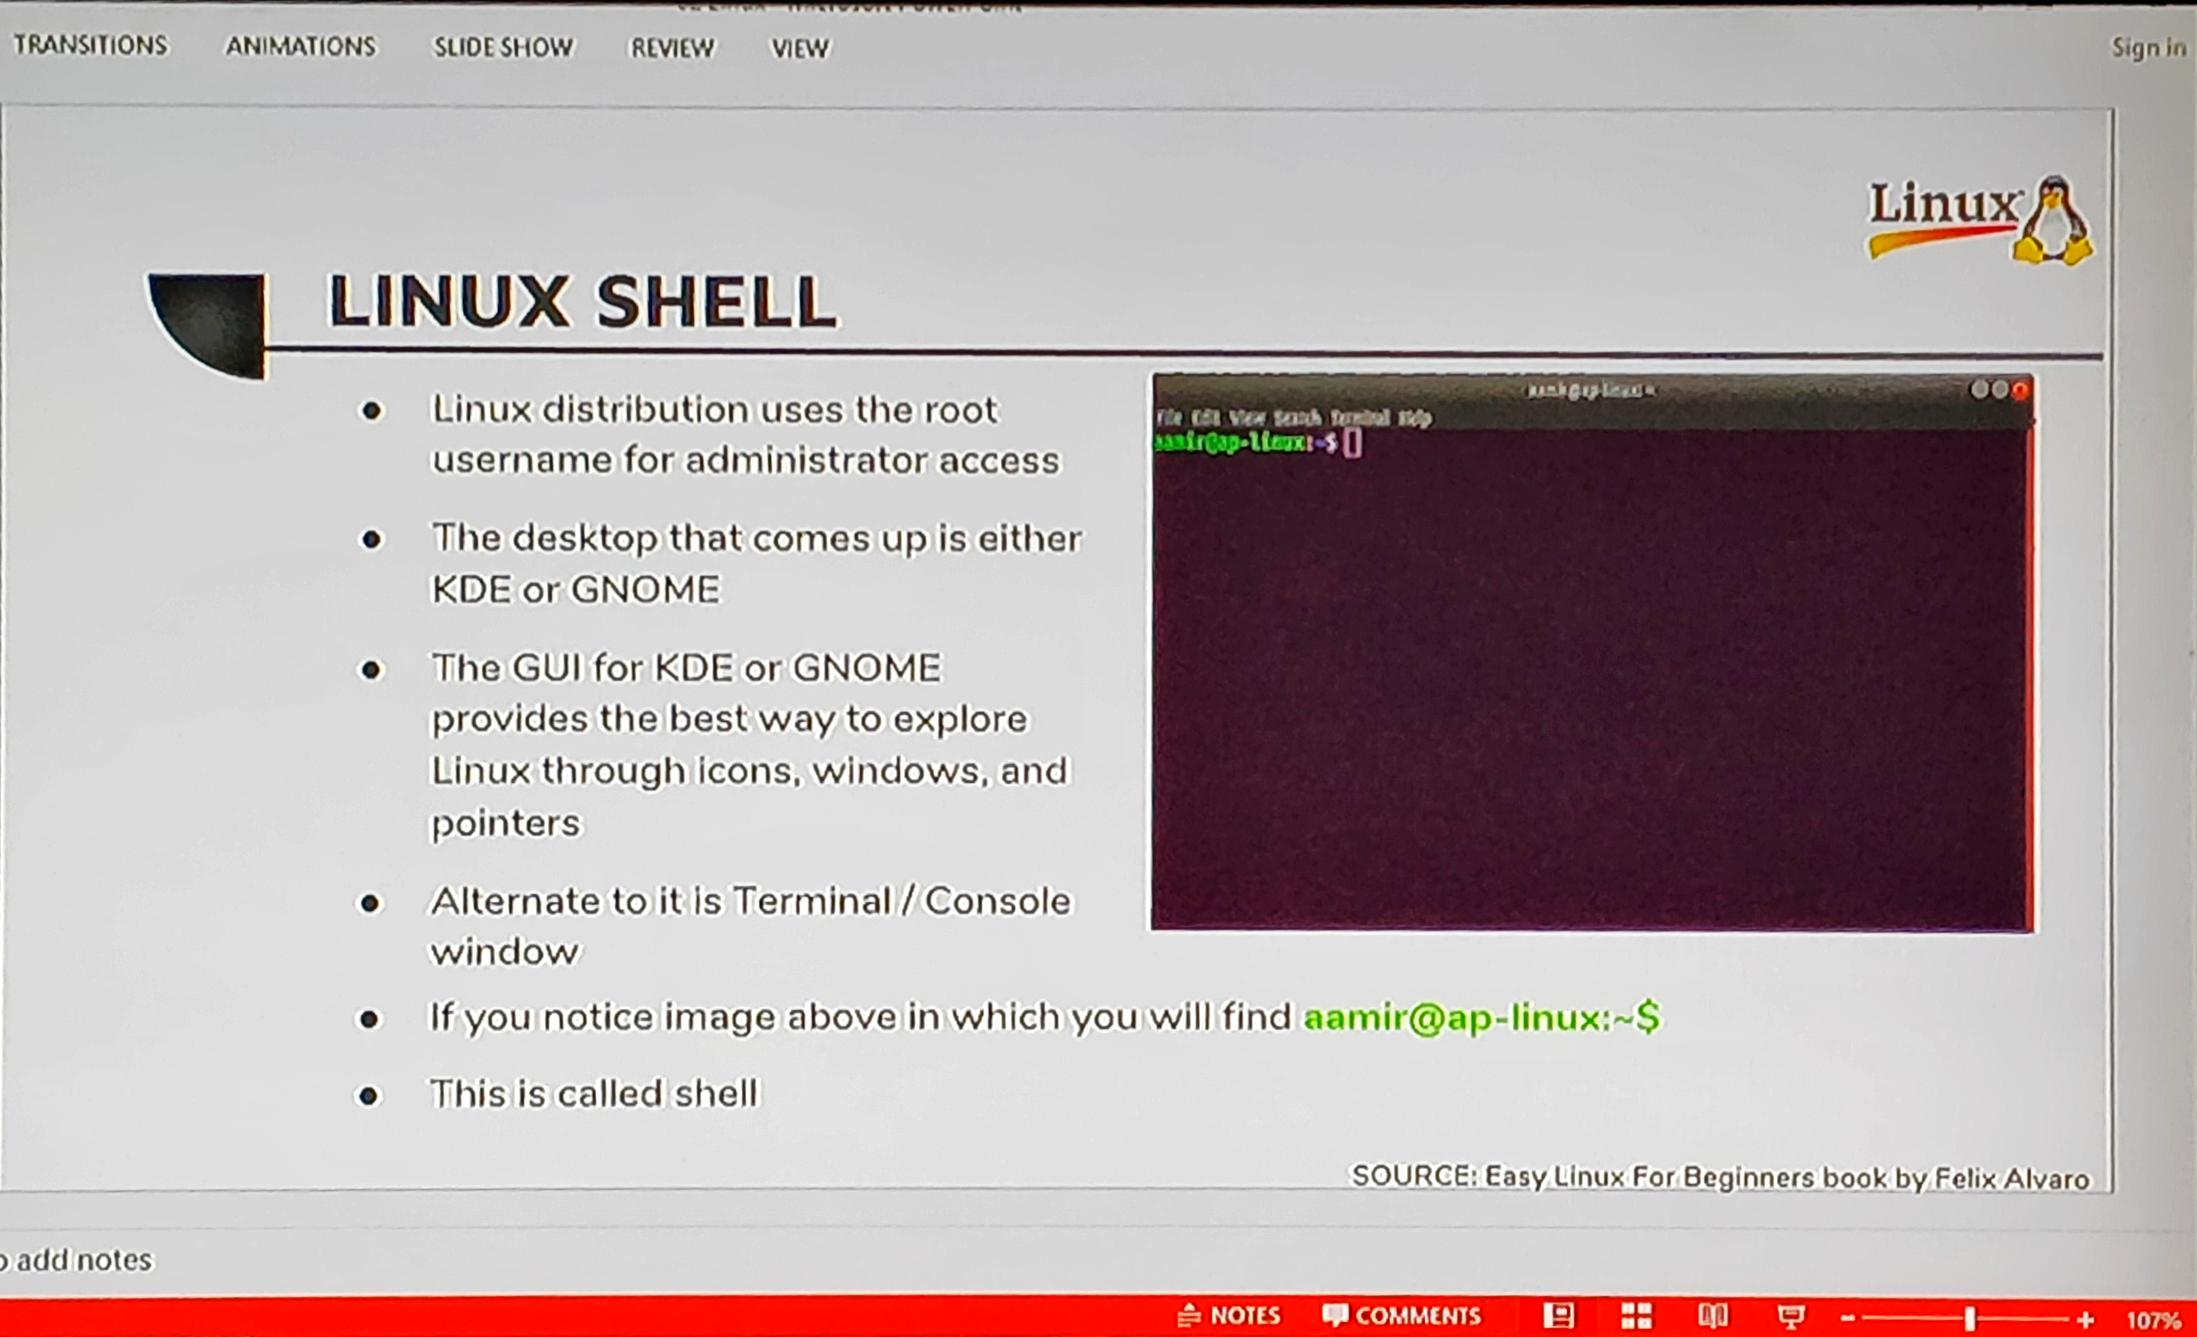 TRANSITIONS ANIMATIONS SLIDE SHOW REVIEW VIEW Sign in
Linux
LINUX SHELL
• Linux distribution uses the root
username for administrator access
• The desktop that comes up is either
KDE or GNOME
• The GUI for KDE or GNOME
provides the best way to explore
Linux through icons, windows, and
pointers
• Alternate to it is Terminal / Console
window
aamir@ap-linux: ~
File Edit View Search Terminal Help
aamir@ap-linux:~$
• If you notice image above in which you will find aamir@ap-linux:~$
• This is called shell
SOURCE: Easy Linux For Beginners book by Felix Alvaro
add notes
NOTES COMMENTS 107%